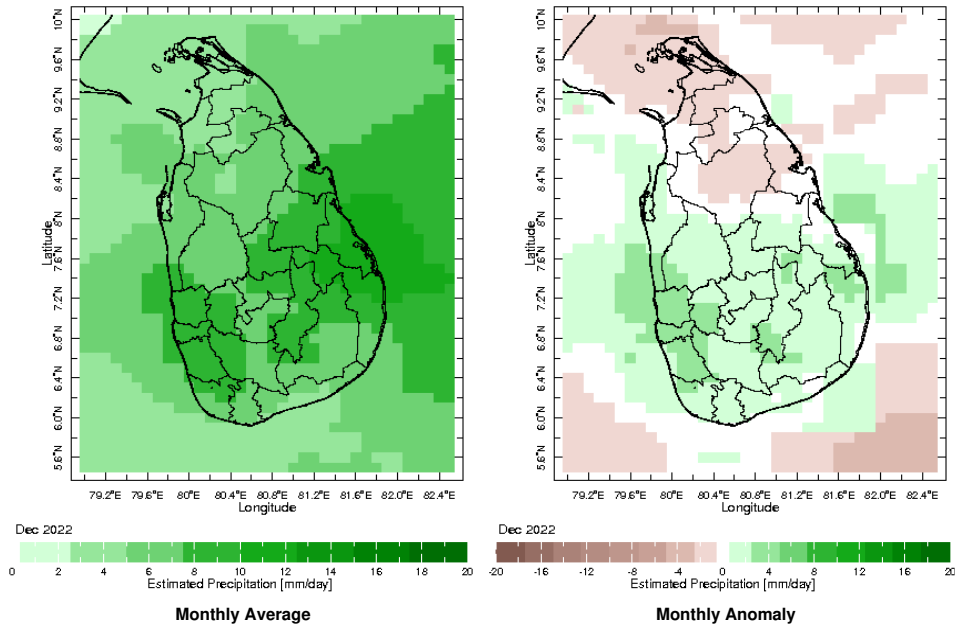 10°N
9.6°N
9.2°N
8.8°N
8.4°N
8°N
7.6°N
7.2°N
6.8°N
6.4°N
6.0°N
5.6°N
Latitude
79.2°E 79.6°E 80°E 80.4°E 80.8°E 81.2°E 81.6°E 82.0°E 82.4°E
Longitude
Dec 2022
0 2 4 6 8 10 12 14 16 18 20
Estimated Precipitation [mm/day]
Monthly Average
10°N
9.6°N
9.2°N
8.8°N
8.4°N
8°N
7.6°N
7.2°N
6.8°N
6.4°N
6.0°N
5.6°N
Latitude
79.2°E 79.6°E 80°E 80.4°E 80.8°E 81.2°E 81.6°E 82.0°E 82.4°E
Longitude
Dec 2022
-20 -16 -12 -8 -4 0 4 8 12 16 20
Estimated Precipitation [mm/day]
Monthly Anomaly